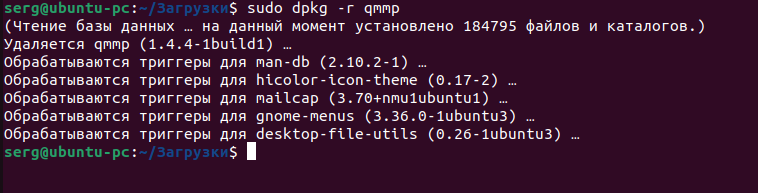 serg@ubuntu-pc:~/Загрузки$ sudo dpkg -r qmmp
(Чтение базы данных … на данный момент установлено 184795 файлов и каталогов.)
Удаляется qmmp (1.4.4-1build1) …
Обрабатываются триггеры для man-db (2.10.2-1) …
Обрабатываются триггеры для hicolor-icon-theme (0.17-2) …
Обрабатываются триггеры для mailcap (3.70+nmu1ubuntu1) …
Обрабатываются триггеры для gnome-menus (3.36.0-1ubuntu3) …
Обрабатываются триггеры для desktop-file-utils (0.26-1ubuntu3) …
serg@ubuntu-pc:~/Загрузки$